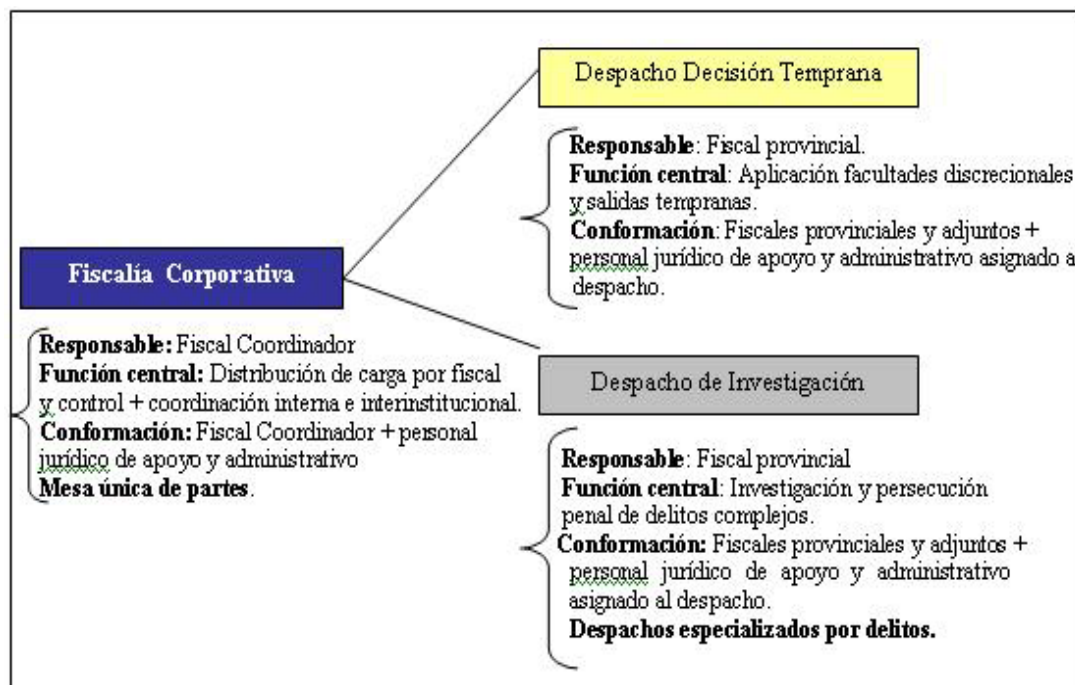 Despacho Decisión Temprana
Responsable: Fiscal provincial.
Función central: Aplicación facultades discrecionales
y salidas tempranas.
Conformación: Fiscales provinciales y adjuntos +
personal jurídico de apoyo y administrativo asignado al
despacho.
Fiscalía Corporativa
Responsable: Fiscal Coordinador
Función central: Distribución de carga por fiscal
y control + coordinación interna e interinstitucional.
Conformación: Fiscal Coordinador + personal
jurídico de apoyo y administrativo
Mesa única de partes.
Despacho de Investigación
Responsable: Fiscal provincial
Función central: Investigación y persecución
penal de delitos complejos.
Conformación: Fiscales provinciales y adjuntos +
personal jurídico de apoyo y administrativo
asignado al despacho.
Despachos especializados por delitos.